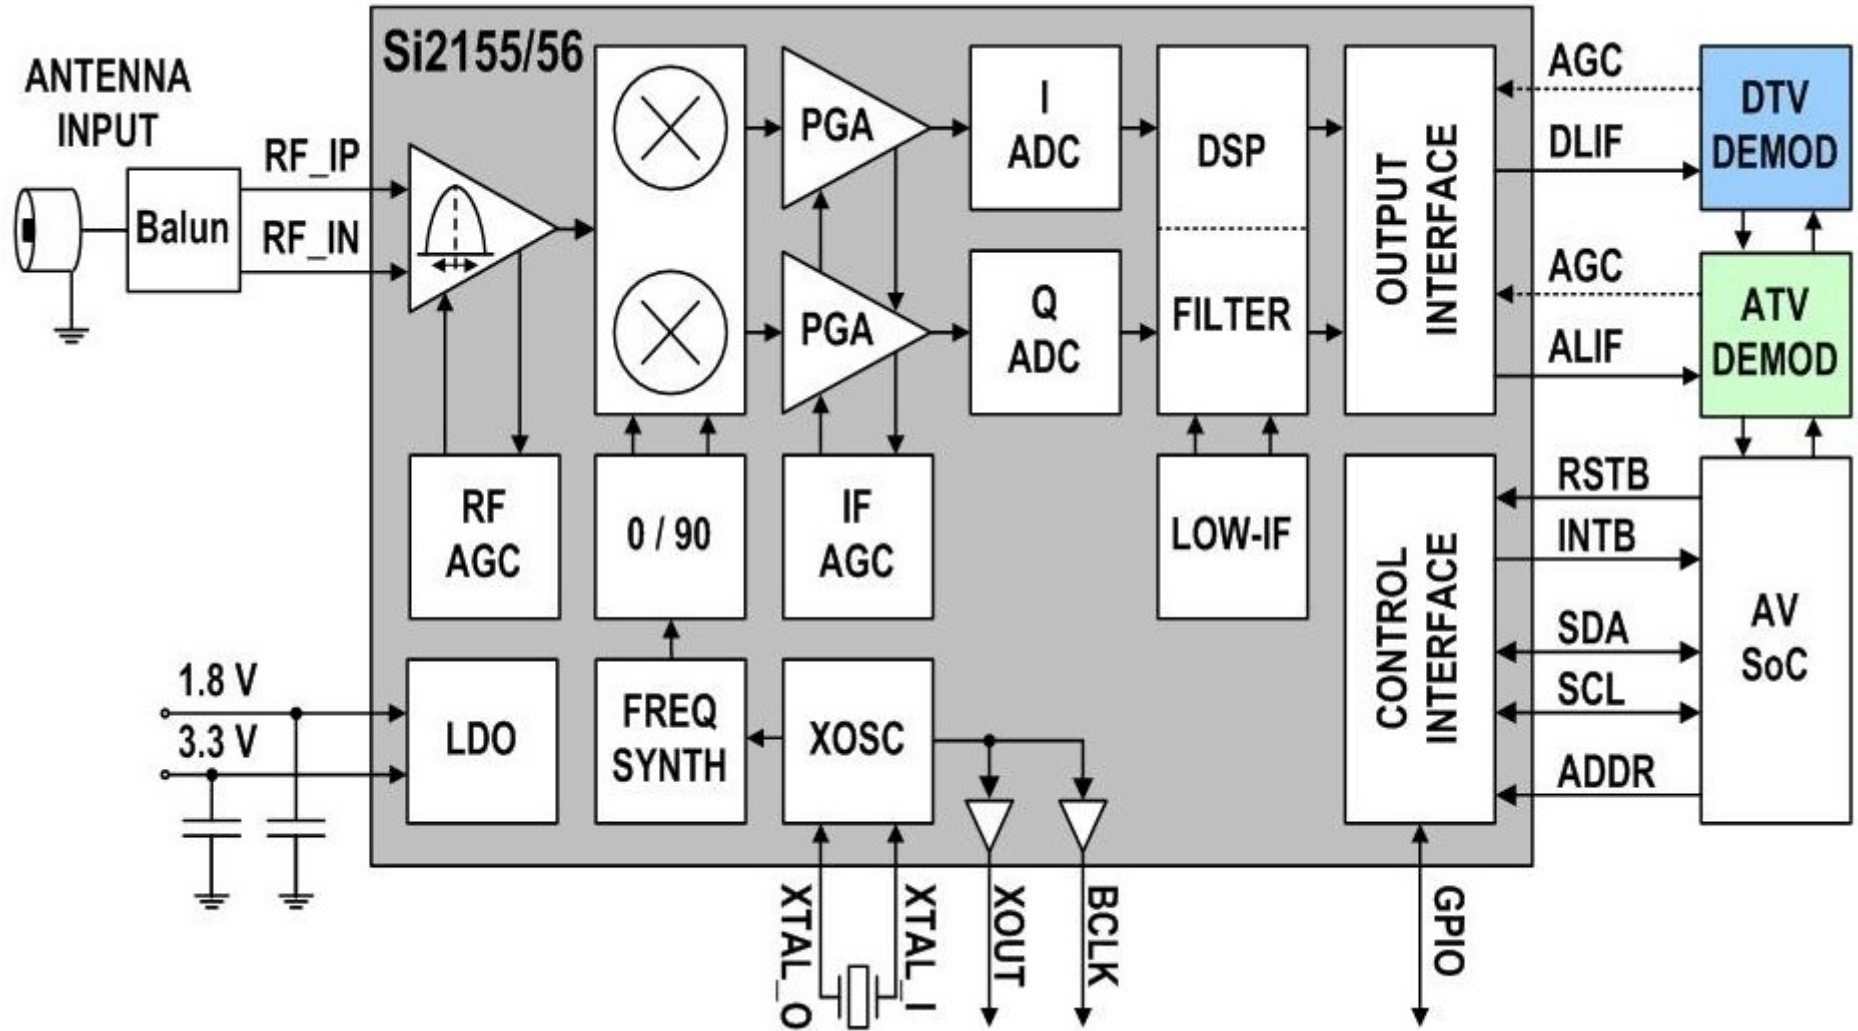 Si2155/56
ANTENNA
INPUT
Balun
RF_IP
RF_IN
PGA
PGA
I
ADC
Q
ADC
DSP
FILTER
OUTPUT
INTERFACE
AGC
DLIF
AGC
ALIF
DTV
DEMOD
ATV
DEMOD
RF
AGC
0 / 90
IF
AGC
LOW-IF
CONTROL
INTERFACE
RSTB
INTB
SDA
SCL
ADDR
AV
SoC
1.8 V
3.3 V
LDO
FREQ
SYNTH
XOSC
XTAL_O
XTAL_I
XOUT
BCLK
GPIO